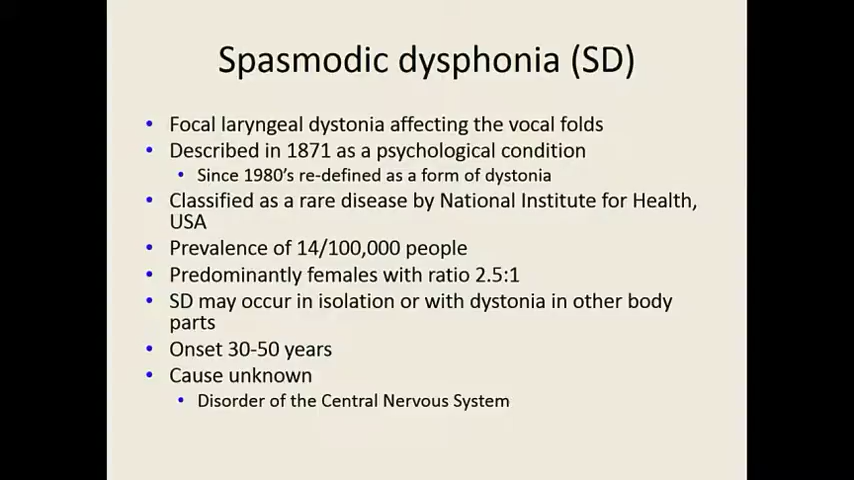 Spasmodic dysphonia (SD)
• Focal laryngeal dystonia affecting the vocal folds
• Described in 1871 as a psychological condition
• Since 1980's re-defined as a form of dystonia
• Classified as a rare disease by National Institute for Health,
USA
• Prevalence of 14/100,000 people
• Predominantly females with ratio 2.5:1
• SD may occur in isolation or with dystonia in other body
parts
• Onset 30-50 years
• Cause unknown
• Disorder of the Central Nervous System